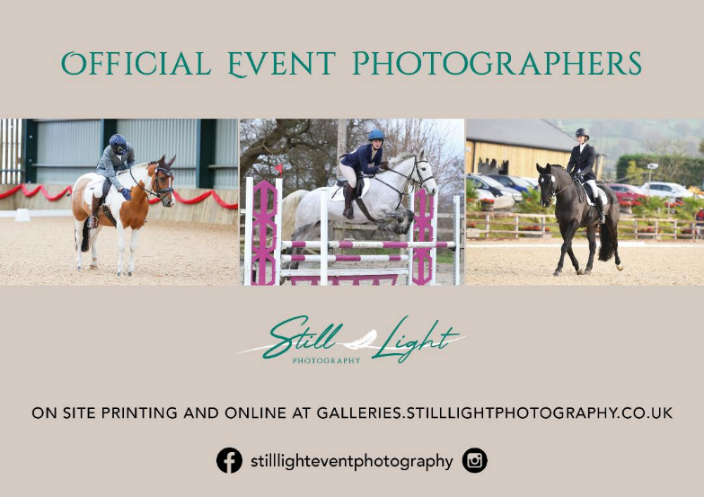 Official Event Photographers
Still Light
PHOTOGRAPHY
ON SITE PRINTING AND ONLINE AT GALLERIES.STILLLIGHTPHOTOGRAPHY.CO.UK
stilllighteventphotography